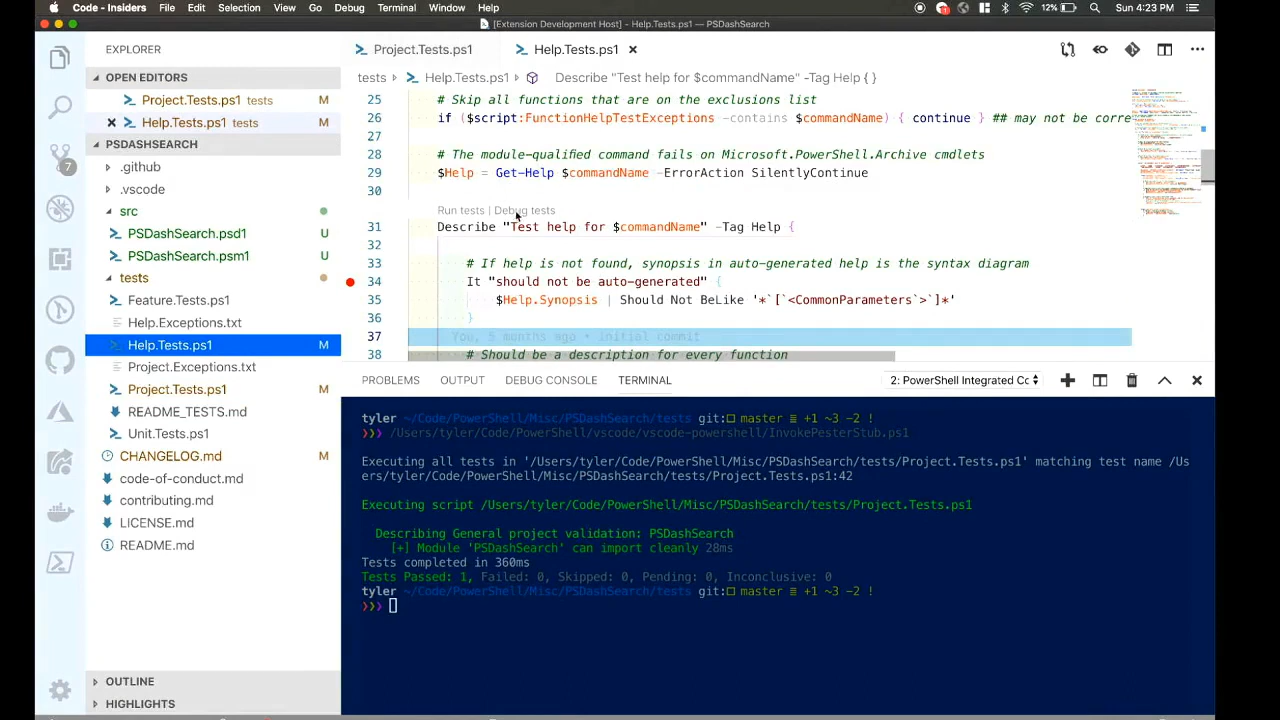 Code - Insiders File Edit Selection View Go Debug Terminal Window Help 12% Sun 4:23 PM
[Extension Development Host] - Help.Tests.ps1 — PSDashSearch
EXPLORER
OPEN EDITORS
Project.Tests.ps1 tests M
Help.Tests.ps1 tests M
PSDASHSEARCH
.github
.vscode
src
PSDashSearch.psd1 U
PSDashSearch.psm1 U
tests
Feature.Tests.ps1
Help.Exceptions.txt
Help.Tests.ps1 M
Project.Exceptions.txt
Project.Tests.ps1 M
README_TESTS.md
Unit.Tests.ps1
CHANGELOG.md M
code-of-conduct.md
contributing.md
LICENSE.md
README.md
OUTLINE
HIGHLIGHTS
7
Project.Tests.ps1 Help.Tests.ps1
tests Help.Tests.ps1 Describe "Test help for $commandName" -Tag Help { }
25 all functions that are on the exclusions list
26 script:FunctionHelpTestExceptions -contains $commandName continue } ## may not be corre
27
28 module-qualified command fails Microsoft.PowerShell.Archive cmdlets
29 Get-Help $commandName -ErrorAction SilentlyContinue
30
Run tests | Debug tests
31 Describe "Test help for $commandName" -Tag Help {
32
33 # If help is not found, synopsis in auto-generated help is the syntax diagram
34 It "should not be auto-generated" {
35 $Help.Synopsis | Should Not BeLike '*`[`<CommonParameters`>`]*'
36 }
37 You, 5 months ago • initial commit
38 # Should be a description for every function
PROBLEMS OUTPUT DEBUG CONSOLE TERMINAL 2: PowerShell Integrated Co
tyler ~/Code/PowerShell/Misc/PSDashSearch/tests git: master ≡ +1 ~3 -2 !
❯❯❯ /Users/tyler/Code/PowerShell/vscode/vscode-powershell/InvokePesterStub.ps1
Executing all tests in '/Users/tyler/Code/PowerShell/Misc/PSDashSearch/tests/Project.Tests.ps1' matching test name /Us
ers/tyler/Code/PowerShell/Misc/PSDashSearch/tests/Project.Tests.ps1:42
Executing script /Users/tyler/Code/PowerShell/Misc/PSDashSearch/tests/Project.Tests.ps1
Describing General project validation: PSDashSearch
[+] Module 'PSDashSearch' can import cleanly 28ms
Tests completed in 360ms
Tests Passed: 1, Failed: 0, Skipped: 0, Pending: 0, Inconclusive: 0
tyler ~/Code/PowerShell/Misc/PSDashSearch/tests git: master ≡ +1 ~3 -2 !
❯❯❯